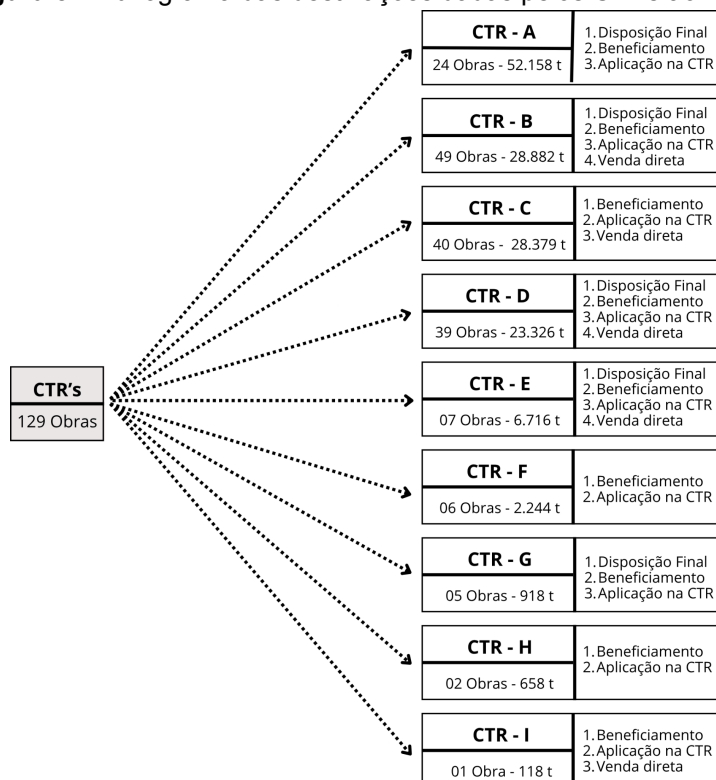 CTR - A
24 Obras - 52.158 t
1.Disposição Final
2.Beneficiamento
3.Aplicação na CTR
CTR - B
49 Obras - 28.882 t
1.Disposição Final
2.Beneficiamento
3.Aplicação na CTR
4.Venda direta
CTR - C
40 Obras -  28.379 t
1.Beneficiamento
2.Aplicação na CTR
3.Venda direta
CTR - D
39 Obras - 23.326 t
1.Disposição Final
2.Beneficiamento
3.Aplicação na CTR
4.Venda direta
CTR's
129 Obras
CTR - E
07 Obras - 6.716 t
1.Disposição Final
2.Beneficiamento
3.Aplicação na CTR
4.Venda direta
CTR - F
06 Obras - 2.244 t
1.Beneficiamento
2.Aplicação na CTR
CTR - G
05 Obras - 918 t
1.Disposição Final
2.Beneficiamento
3.Aplicação na CTR
CTR - H
02 Obras - 658 t
1.Beneficiamento
2.Aplicação na CTR
CTR - I
01 Obra - 118 t
1.Beneficiamento
2.Aplicação na CTR
3.Venda direta